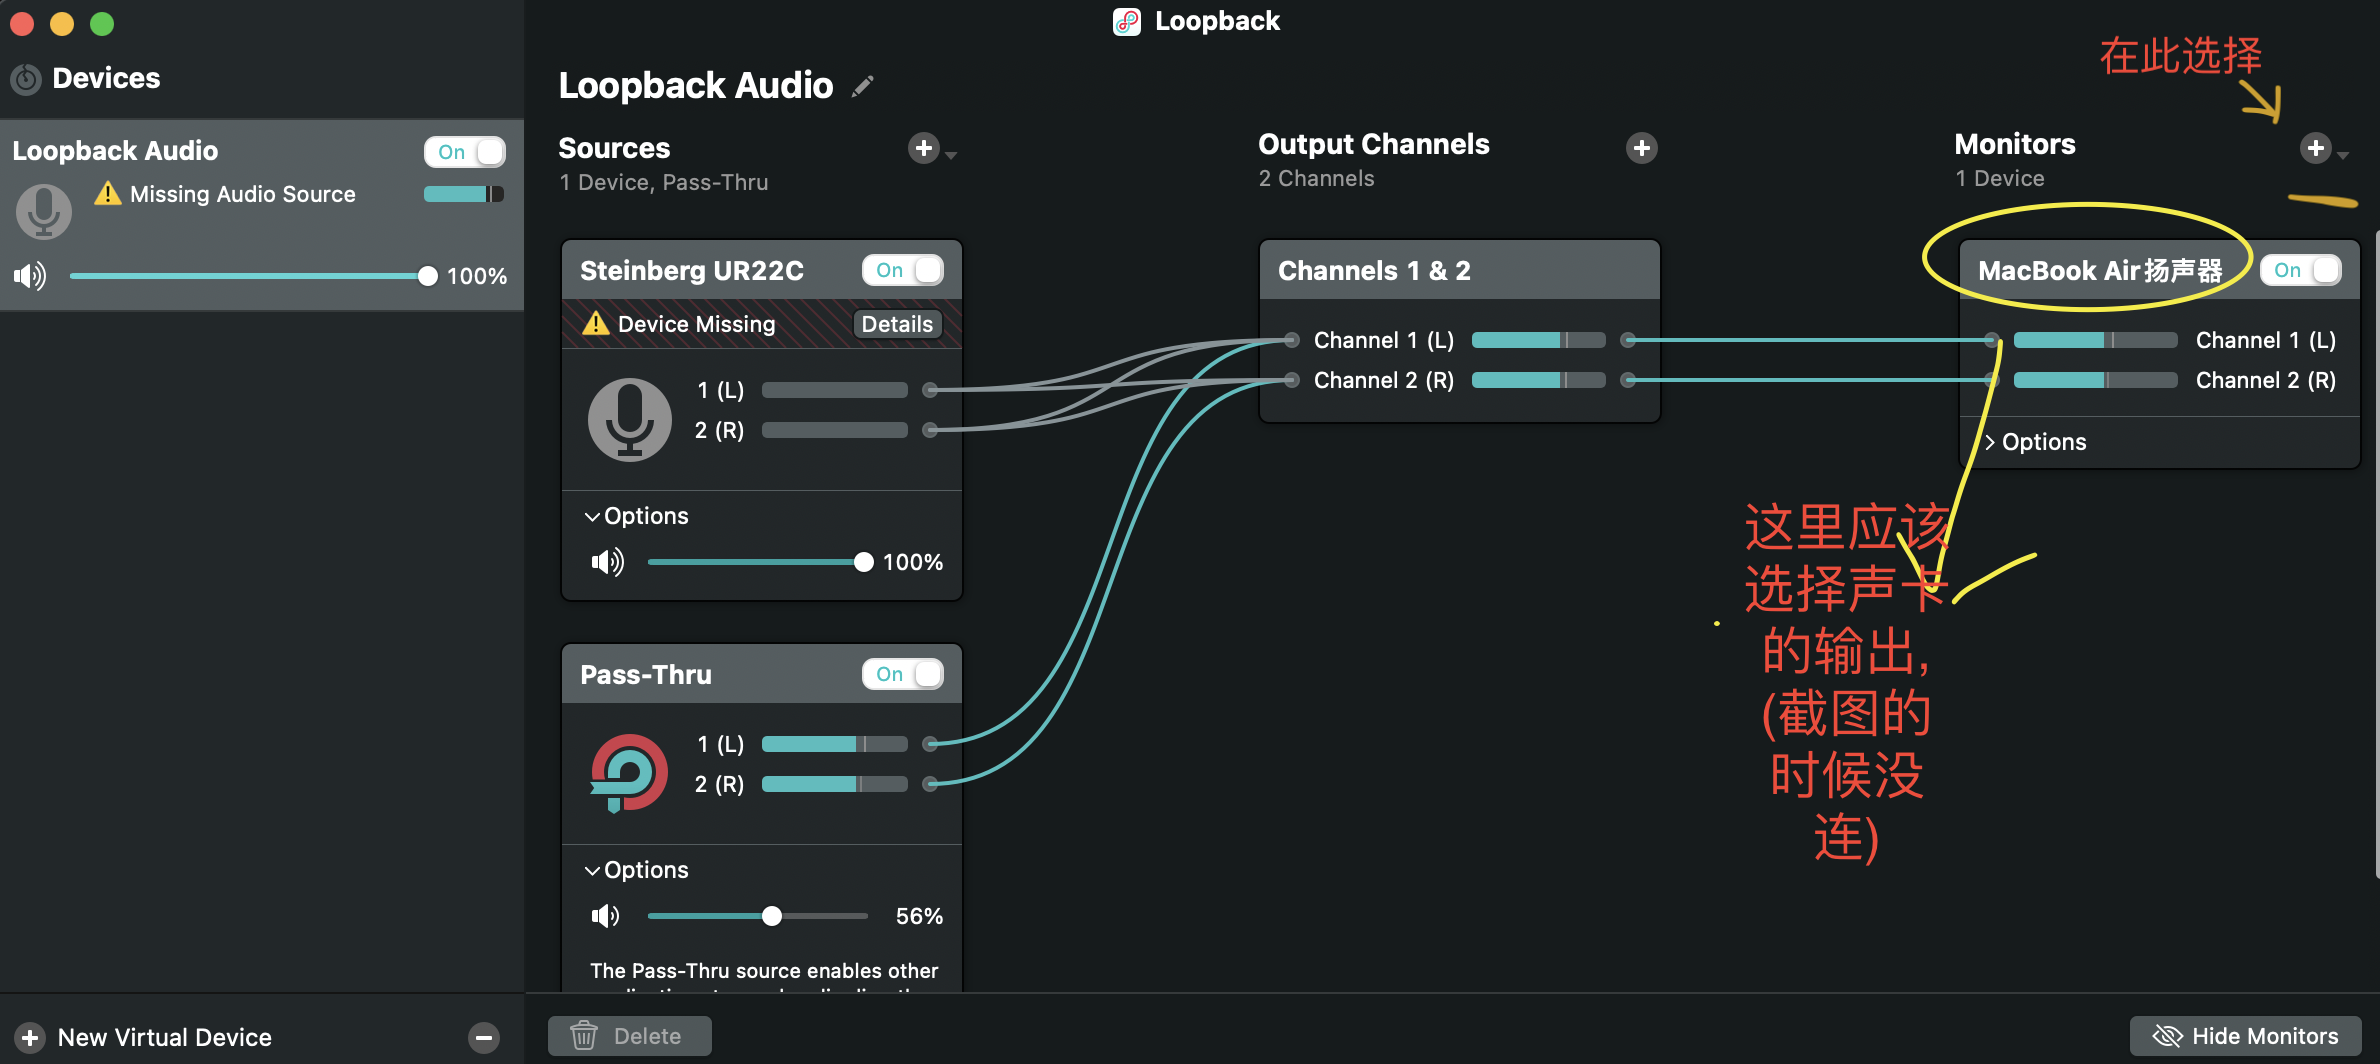 Loopback
在此选择
Devices
Loopback Audio
On
Missing Audio Source
100%
Loopback Audio
Sources
1 Device, Pass-Thru
Output Channels
2 Channels
Monitors
1 Device
Steinberg UR22C
On
Device Missing
Details
1 (L)
2 (R)
Options
100%
Pass-Thru
On
1 (L)
2 (R)
Options
56%
The Pass-Thru source enables other
Channels 1 & 2
Channel 1 (L)
Channel 2 (R)
MacBook Air扬声器
On
Channel 1 (L)
Channel 2 (R)
Options
这里应该
选择声卡
的输出,
(截图的
时候没
连)
New Virtual Device
Delete
Hide Monitors